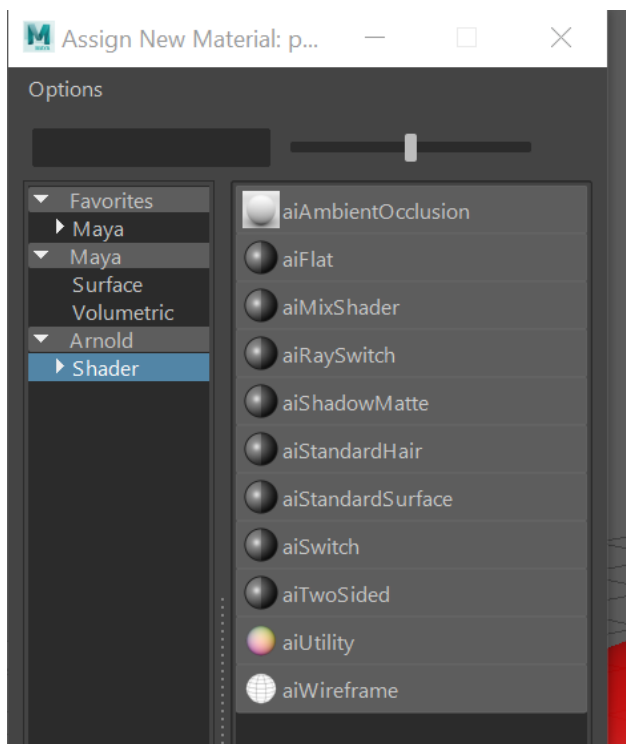 Assign New Material: p...
Options
Favorites
Maya
Maya
Surface
Volumetric
Arnold
Shader
aiAmbientOcclusion
aiFlat
aiMixShader
aiRaySwitch
aiShadowMatte
aiStandardHair
aiStandardSurface
aiSwitch
aiTwoSided
aiUtility
aiWireframe